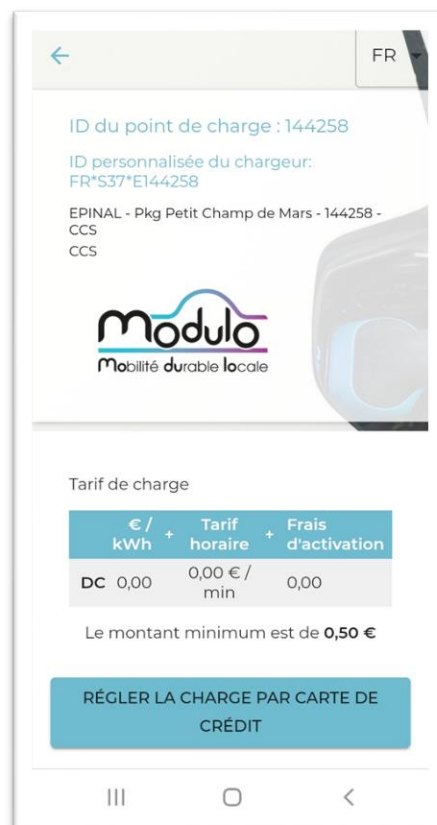 FR
ID du point de charge : 144258
ID personnalisée du chargeur:
FR*S37*E144258
EPINAL - Pkg Petit Champ de Mars - 144258 -
CCS
CCS
Modulo
Mobilité durable locale
Tarif de charge
€ / kWh + Tarif horaire + Frais d'activation
DC 0,00 0,00 € / min 0,00
Le montant minimum est de 0,50 €
RÉGLER LA CHARGE PAR CARTE DE
CRÉDIT